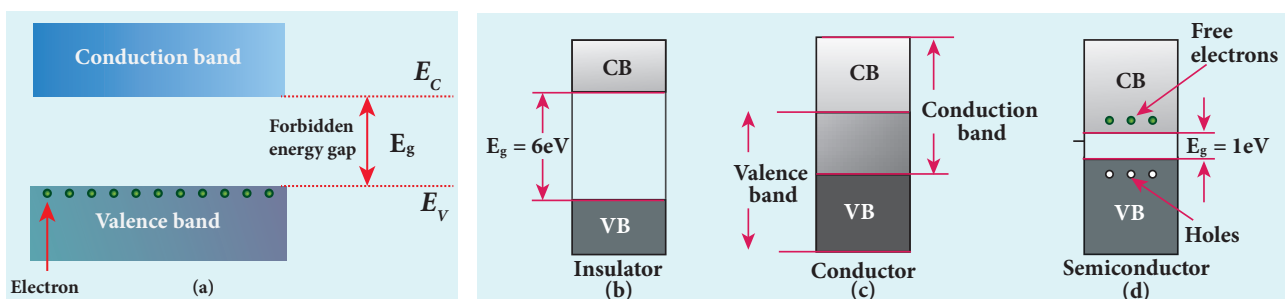 Conduction band
E_C
Forbidden
energy gap
E_g
E_V
Valence band
Electron
(a)
CB
E_g = 6eV
VB
Insulator
(b)
CB
Conduction
band
Valence
band
VB
Conductor
(c)
Free
electrons
CB
E_g = 1eV
VB
Holes
Semiconductor
(d)